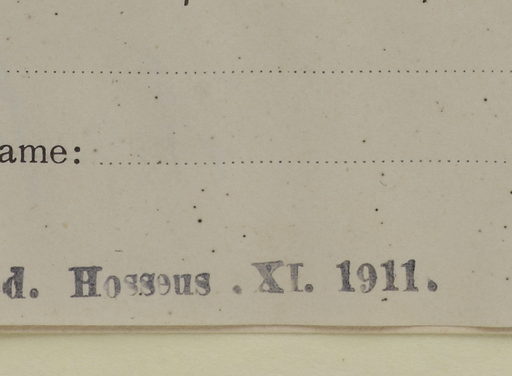 ame:
d. Hosseus . XI. 1911.